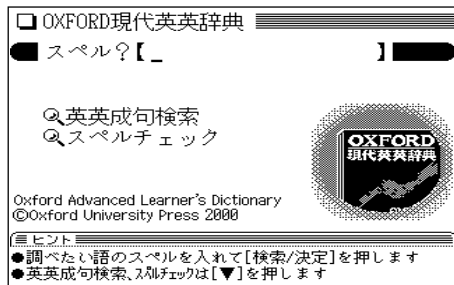 OXFORD現代英英辞典
スペル?【_ 】
英英成句検索
スペルチェック
OXFORD
現代英英辞典
Oxford Advanced Learner's Dictionary
©Oxford University Press 2000
ヒント
●調べたい語のスペルを入れて[検索/決定]を押します
●英英成句検索、ｽﾍﾟﾙﾁｪｯｸは[▼]を押します